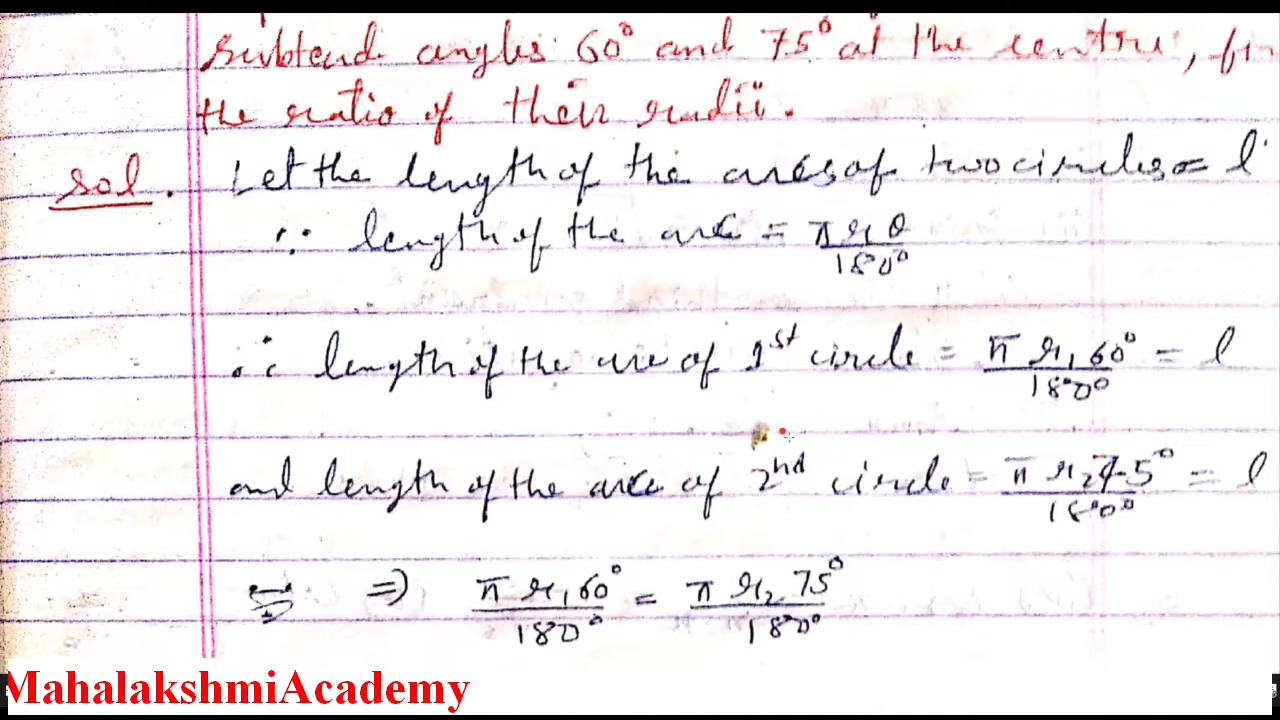 subtend angles 60° and 75° at the centre,
the ratio of their radii.
sol. Let the length of the arcs of two circles = l
∵ length of the arc = πrθ/180°
∴ length of the arc of 1st circle = πr₁60°/180° = l
and length of the arc of 2nd circle = πr₂75°/180° = l
⇒ πr₁60°/180° = πr₂75°/180°
MahalakshmiAcademy